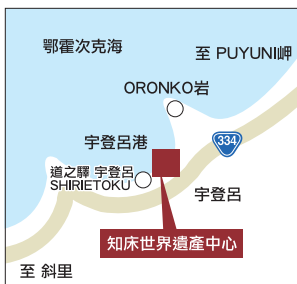 鄂霍次克海
至 PUYUNI岬
ORONKO岩
宇登呂港
334
道之驛 宇登呂
SHIRIETOKU
宇登呂
知床世界遺產中心
至 斜里